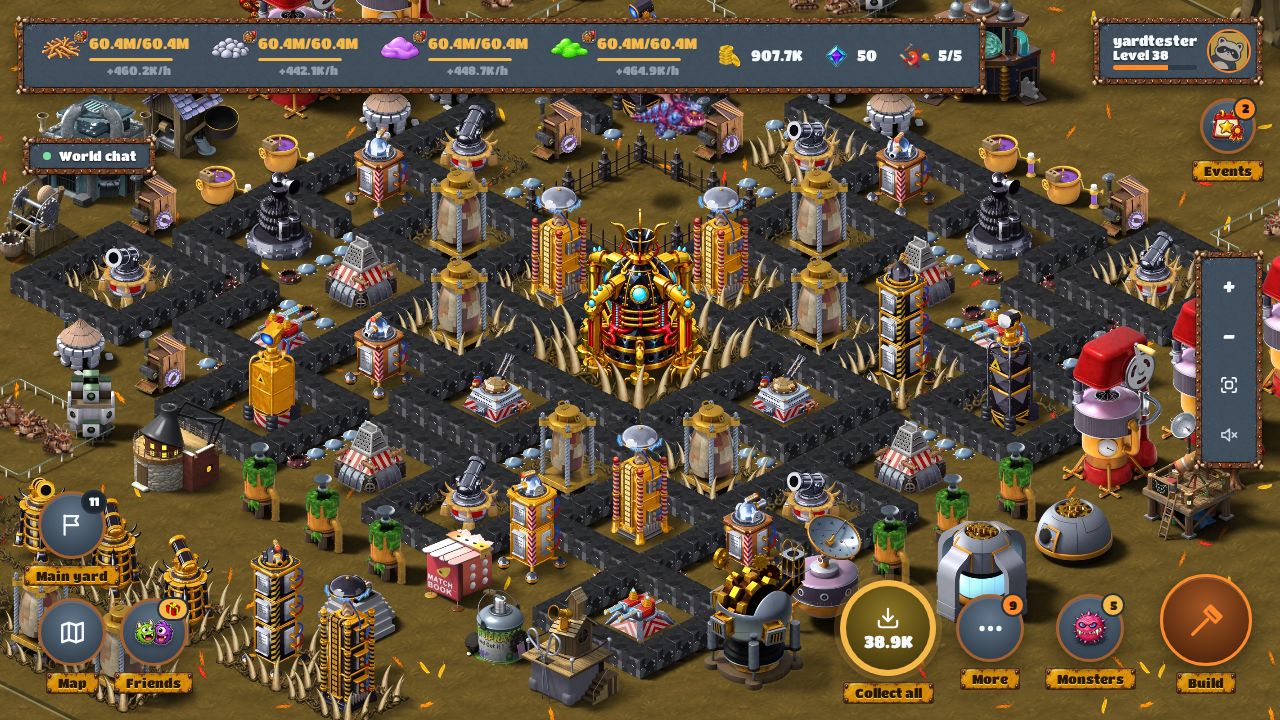 60.4M/60.4M
+460.2K/h
60.4M/60.4M
+442.1K/h
60.4M/60.4M
+448.7K/h
60.4M/60.4M
+464.9K/h
907.7K
50
5/5
yardtester
Level 38
2
Events
World chat
+
-
11
Main yard
Map
Friends
MATCH
BOOK
38.9K
Collect all
9
More
5
Monsters
Build